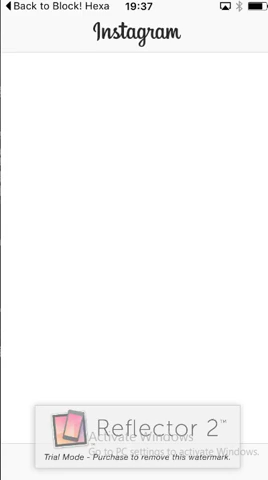 Back to Block! Hexa 19:37
Instagram
Reflector 2™
Activate Windows
Go to PC settings to activate Windows.
Trial Mode - Purchase to remove this watermark.